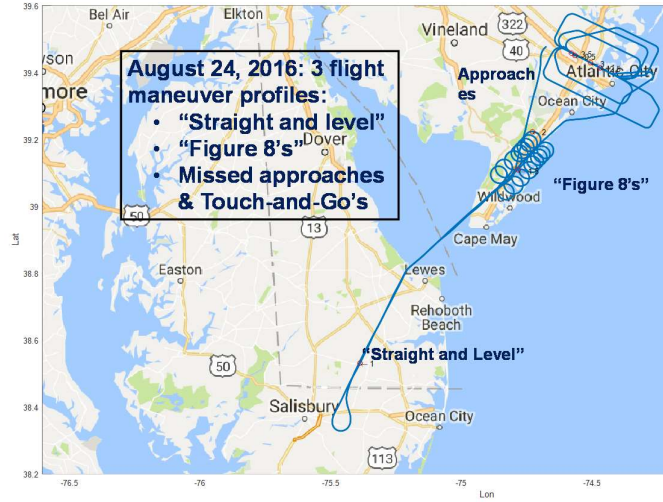 39.6
39.4
39.2
39
38.8
38.6
38.4
38.2
Lat
-76.5
-76
-75.5
-75
-74.5
Lon
Bel Air
Elkton
Vineland
322
40
more
August 24, 2016: 3 flight
maneuver profiles:
• “Straight and level”
• “Figure 8’s”
• Missed approaches
& Touch-and-Go’s
Dover
Approach
es
Atlantic City
Ocean City
2
“Figure 8’s”
Wildwood
Cape May
50
13
Easton
Lewes
Rehoboth
Beach
“Straight and Level”
1
50
Salisbury
Ocean City
113